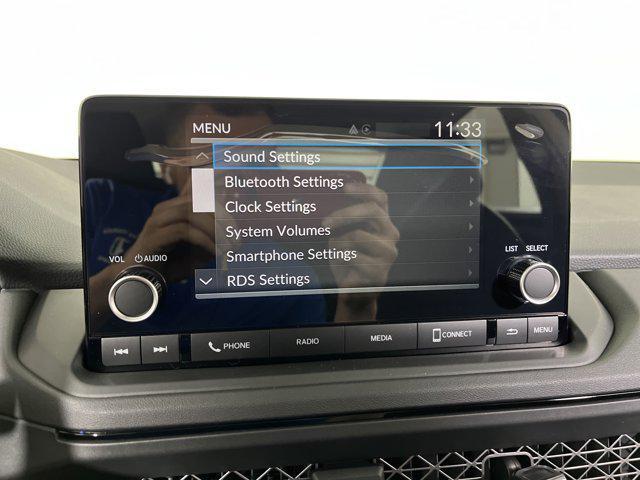 MENU 11:33
Sound Settings
Bluetooth Settings
Clock Settings
System Volumes
Smartphone Settings
RDS Settings
VOL AUDIO
LIST SELECT
PHONE RADIO MEDIA CONNECT MENU